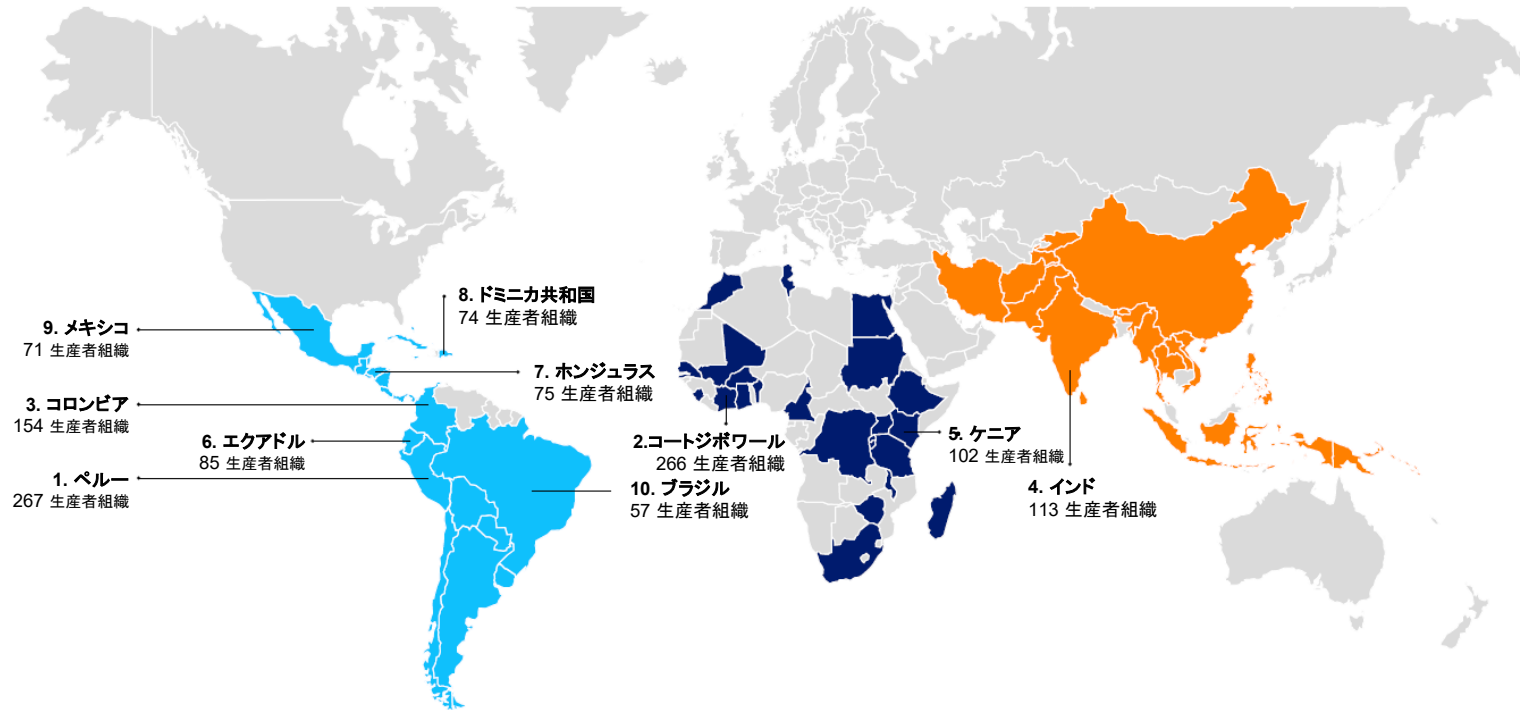 8. ドミニカ共和国
74 生産者組織
9. メキシコ
71 生産者組織
7. ホンジュラス
75 生産者組織
3. コロンビア
154 生産者組織
6. エクアドル
85 生産者組織
2.コートジボワール
266 生産者組織
5. ケニア
102 生産者組織
1. ペルー
267 生産者組織
10. ブラジル
57 生産者組織
4. インド
113 生産者組織